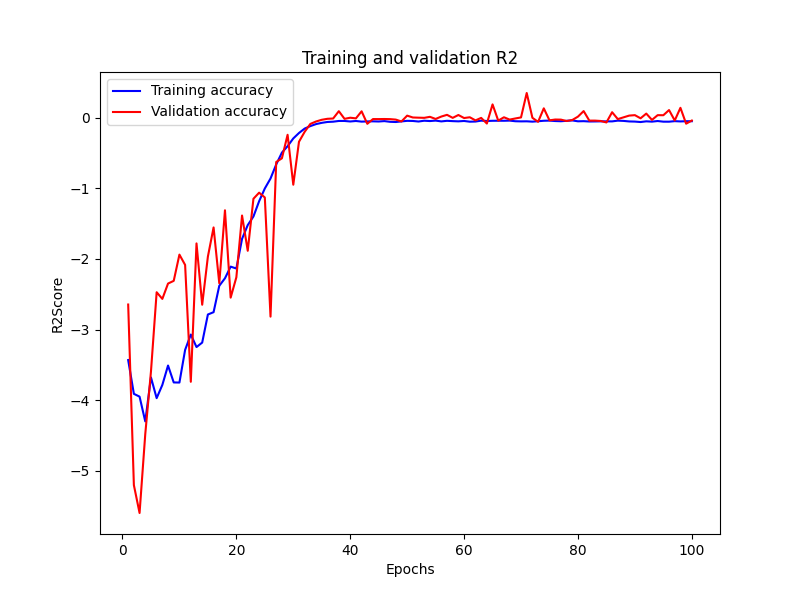 Training and validation R2
Training accuracy
Validation accuracy
0
−1
−2
−3
−4
−5
R2Score
0 20 40 60 80 100
Epochs